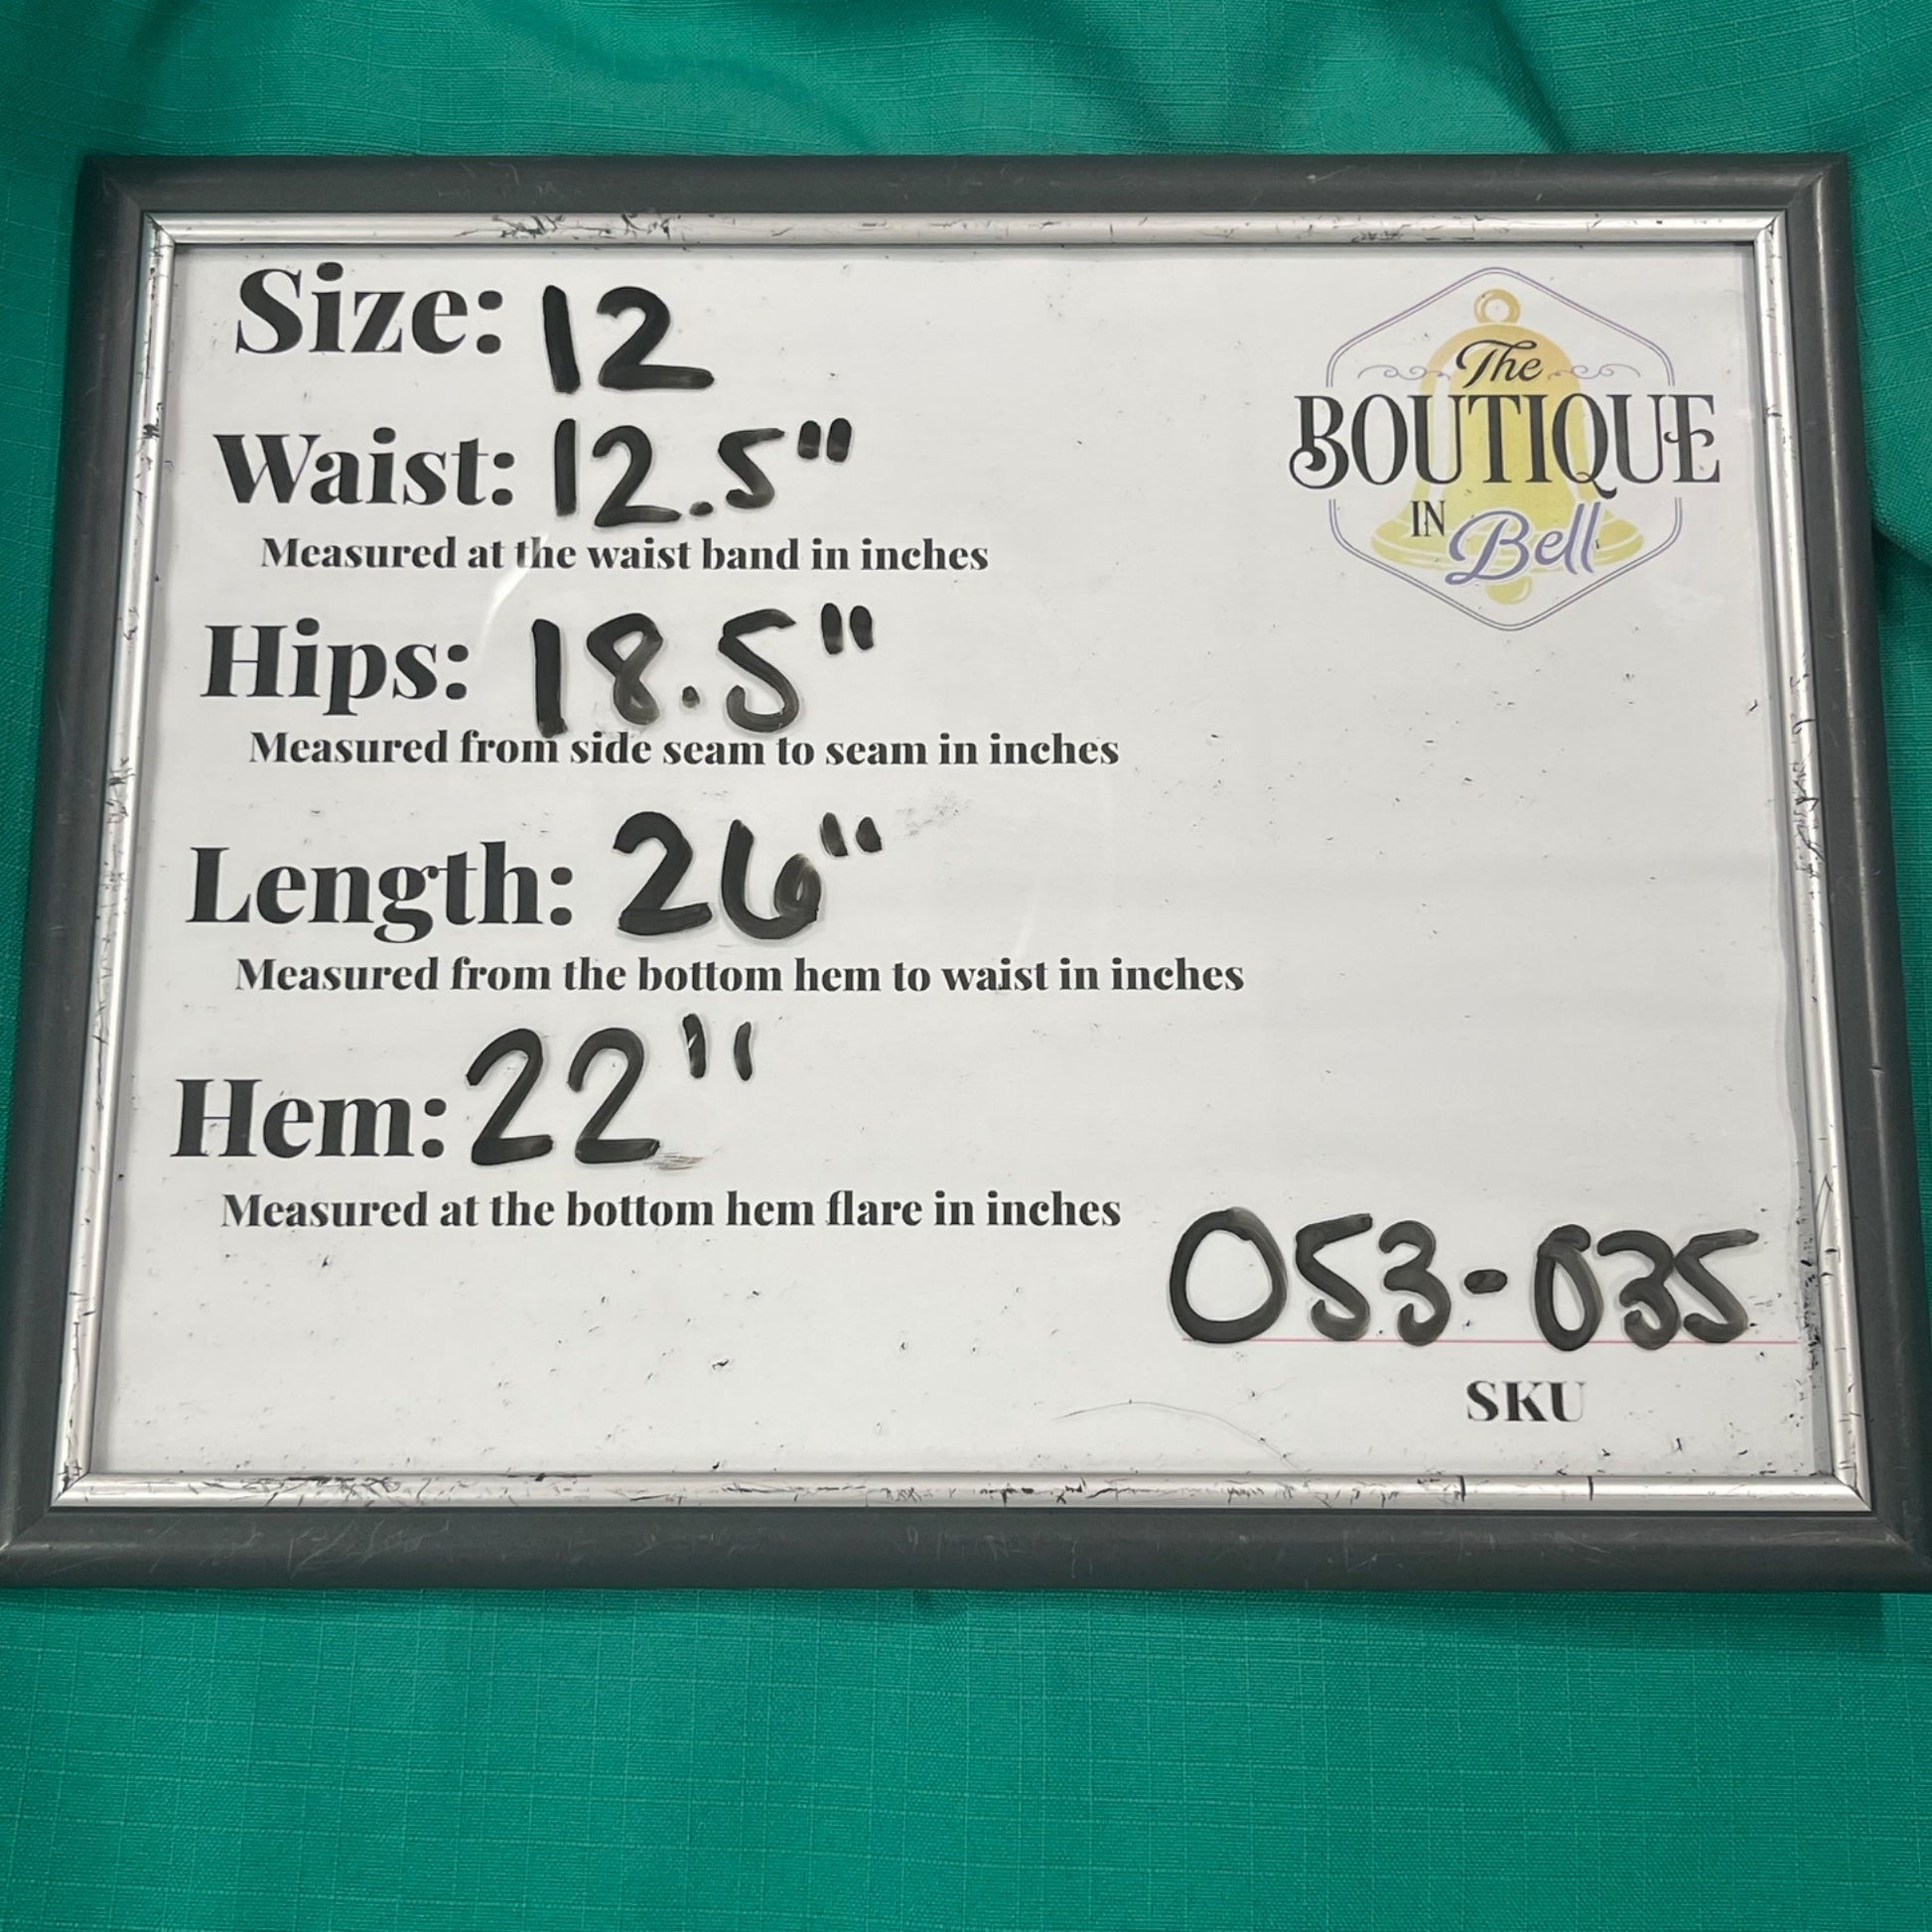 Size: 12
The
BOUTIQUE
IN Bell
Waist: 12.5"
Measured at the waist band in inches
Hips: 18.5"
Measured from side seam to seam in inches
Length: 26"
Measured from the bottom hem to waist in inches
Hem: 22"
Measured at the bottom hem flare in inches
053-035
SKU